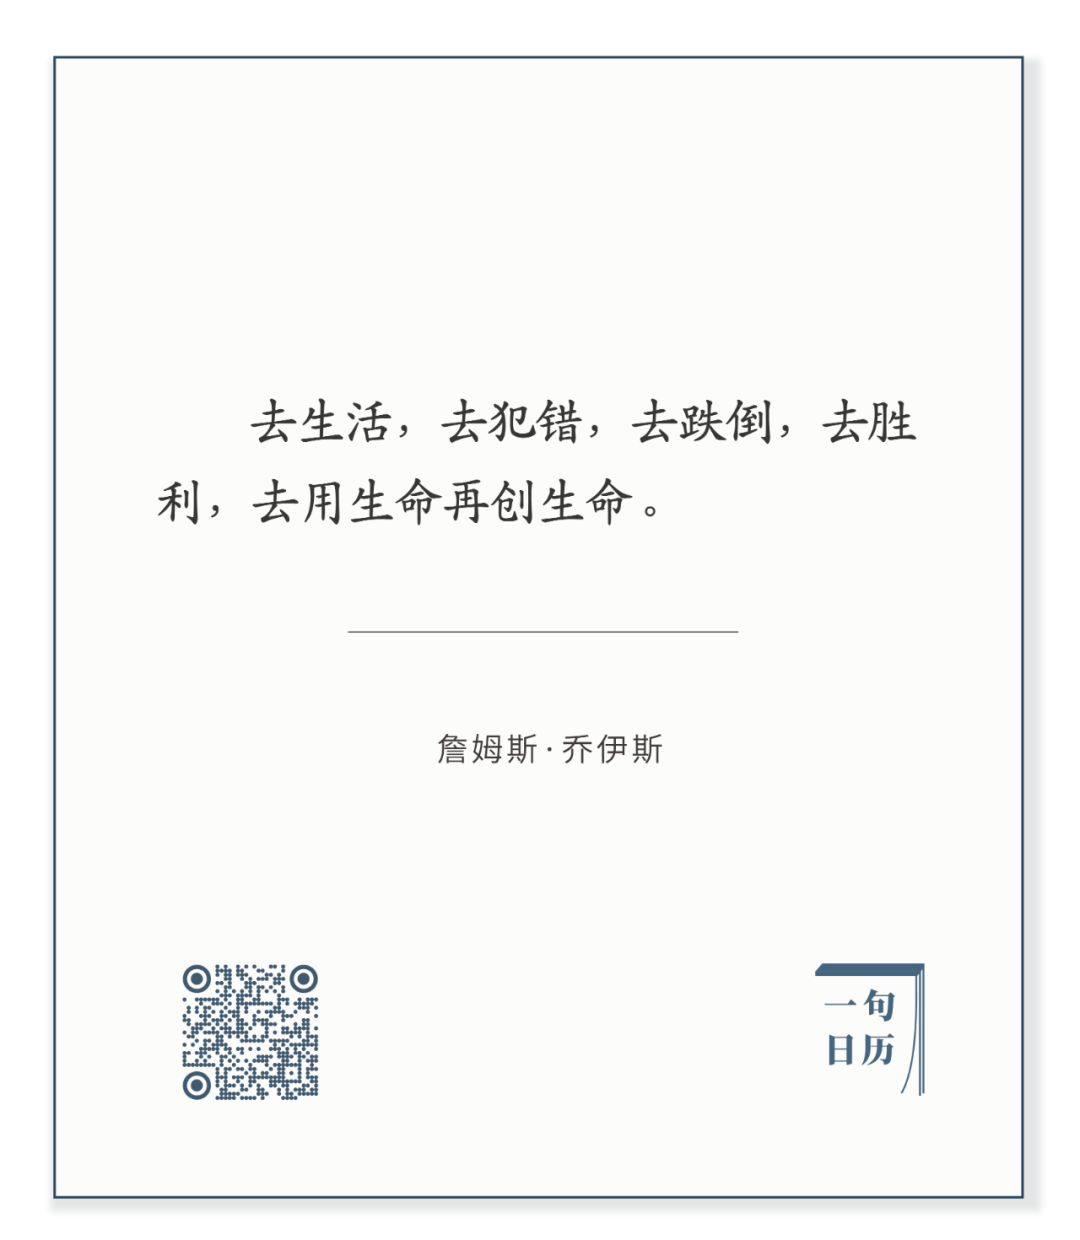 去生活，去犯错，去跌倒，去胜
利，去用生命再创生命。
詹姆斯·乔伊斯
一句
日历